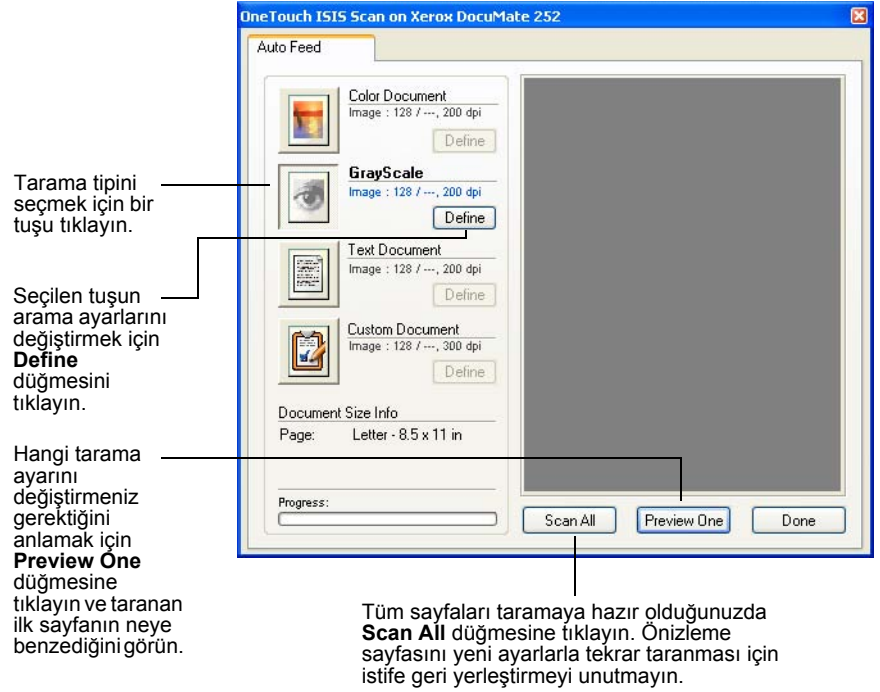 OneTouch ISIS Scan on Xerox DocuMate 252
Auto Feed
Color Document
Image : 128 / ---, 200 dpi
Define
GrayScale
Image : 128 / ---, 200 dpi
Define
Text Document
Image : 128 / ---, 200 dpi
Define
Custom Document
Image : 128 / ---, 300 dpi
Define
Document Size Info
Page: Letter - 8.5 x 11 in
Progress:
Scan All
Preview One
Done
Tarama tipini
seçmek için bir
tuşu tıklayın.
Seçilen tuşun
arama ayarlarını
değiştirmek için
Define
düğmesini
tıklayın.
Hangi tarama
ayarını
değiştirmeniz
gerektiğini
anlamak için
Preview One
düğmesine
tıklayın ve taranan
ilk sayfanın neye
benzediğini görün.
Tüm sayfaları taramaya hazır olduğunuzda
Scan All düğmesine tıklayın. Önizleme
sayfasını yeni ayarlarla tekrar taranması için
istife geri yerleştirmeyi unutmayın.